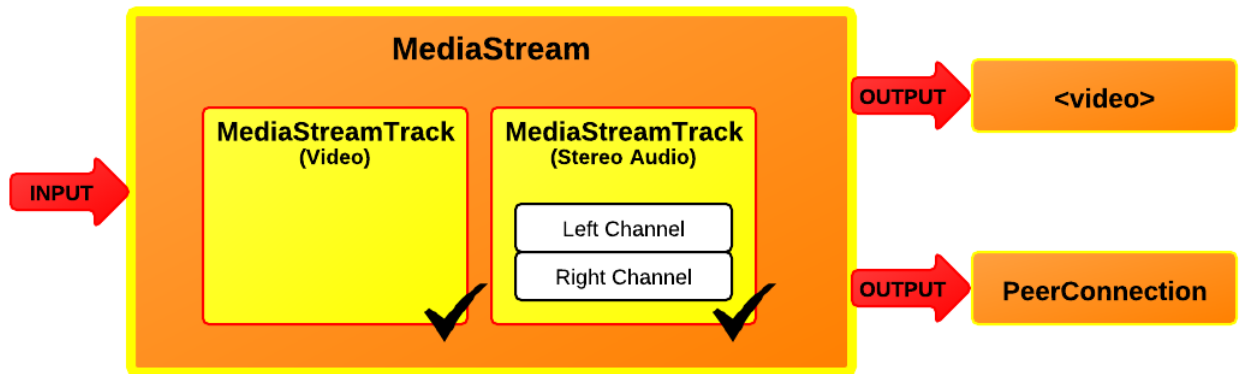 MediaStream
INPUT
MediaStreamTrack
(Video)
MediaStreamTrack
(Stereo Audio)
Left Channel
Right Channel
OUTPUT
<video>
OUTPUT
PeerConnection